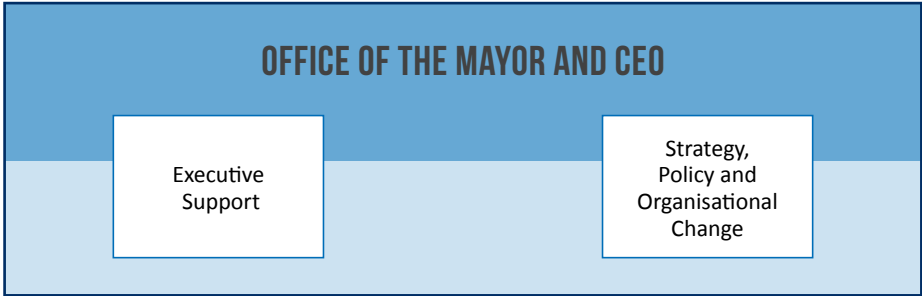 OFFICE OF THE MAYOR AND CEO
Executive
Support
Strategy,
Policy and
Organisational
Change